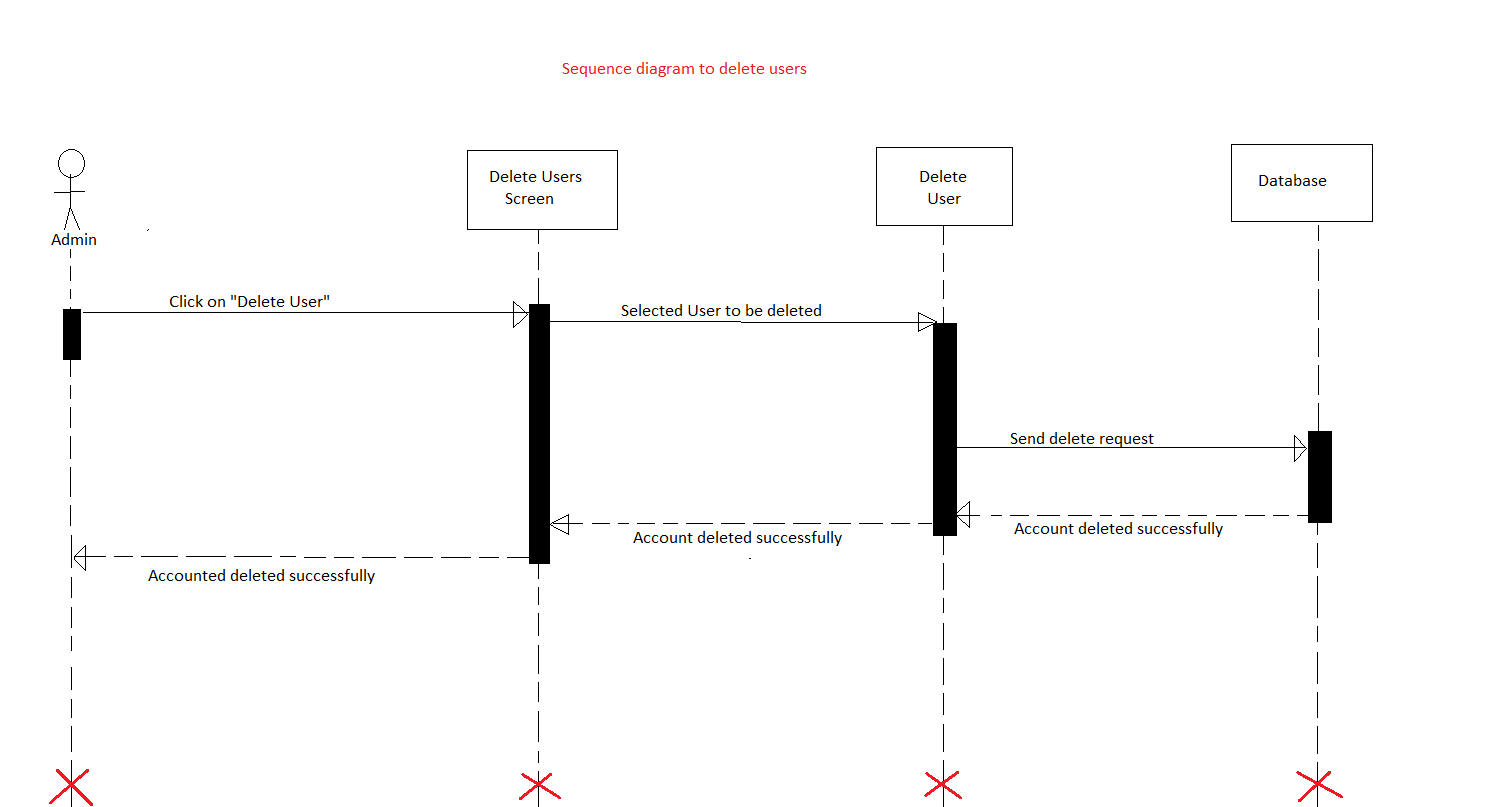 Sequence diagram to delete users
Delete Users
Screen
Delete
User
Database
Admin
Click on "Delete User"
Selected User to be deleted
Send delete request
Account deleted successfully
Account deleted successfully
Accounted deleted successfully